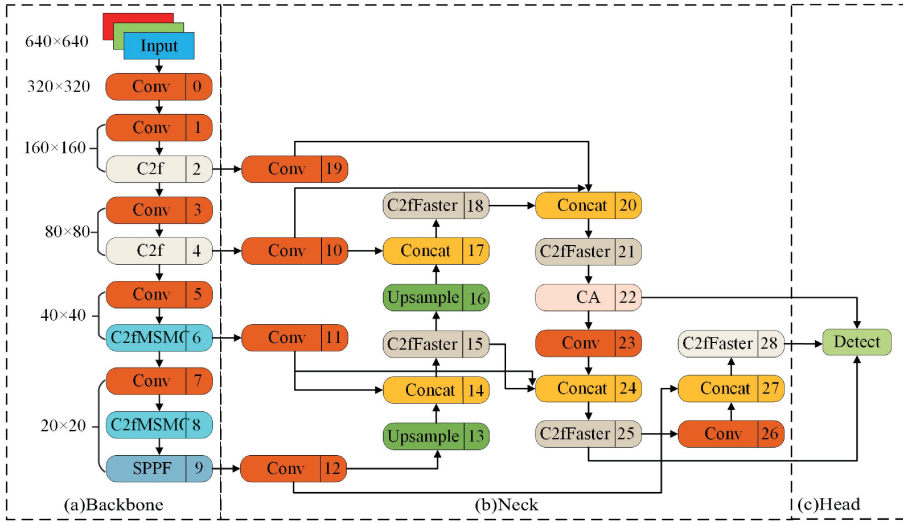 640×640
Input
320×320
Conv 0
Conv 1
160×160
C2f 2
Conv 19
Conv 3
C2fFaster 18
Concat 20
80×80
C2f 4
Conv 10
Concat 17
C2fFaster 21
Conv 5
Upsample 16
CA 22
40×40
C2fMSMC 6
Conv 11
C2fFaster 15
Conv 23
C2fFaster 28
Detect
Conv 7
Concat 14
Concat 24
Concat 27
20×20
C2fMSMC 8
Upsample 13
C2fFaster 25
Conv 26
SPPF 9
Conv 12
(a)Backbone
(b)Neck
(c)Head